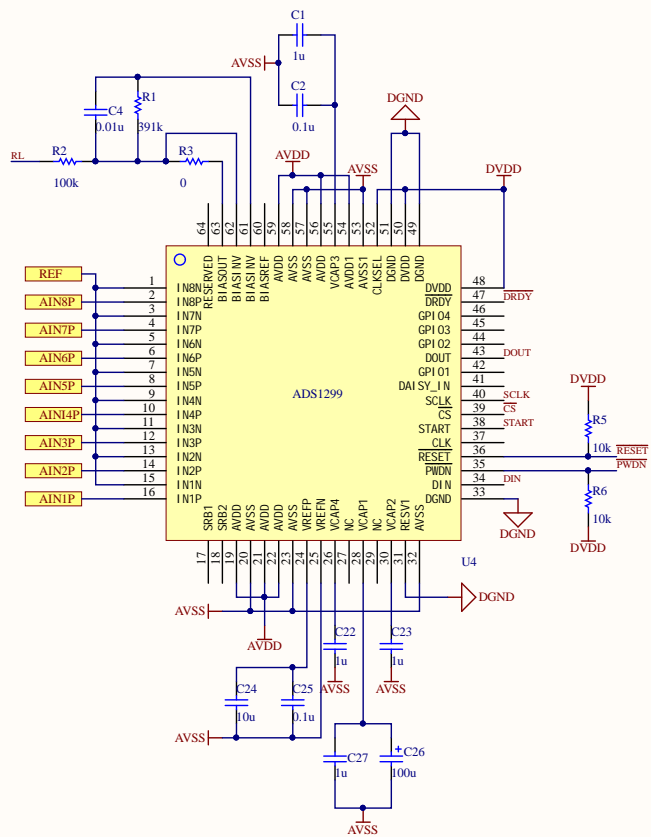 C1
1u
AVSS
C2
0.1u
C4
0.01u
R1
391k
RL
R2
100k
R3
0
AVDD
AVSS
DGND
DVDD
64
63
62
61
60
59
58
57
56
55
54
53
52
51
50
49
RESERVED
BIASOUT
BIASINV
BIASINV
BIASREF
AVDD
AVSS
AVSS
AVDD
VCAP3
AVDD1
AVSS1
CLKSEL
DGND
DVDD
DGND
REF
AIN8P
AIN7P
AIN6P
AIN5P
AINI4P
AIN3P
AIN2P
AIN1P
1 IN8N
2 IN8P
3 IN7N
4 IN7P
5 IN6N
6 IN6P
7 IN5N
8 IN5P
9 IN4N
10 IN4P
11 IN3N
12 IN3P
13 IN2N
14 IN2P
15 IN1N
16 IN1P
ADS1299
DVDD 48
DRDY 47 DRDY
GPIO4 46
GPIO3 45
GPIO2 44
DOUT 43 DOUT
GPIO1 42
DAISY_IN 41
SCLK 40 SCLK
CS 39 CS
START 38 START
CLK 37
RESET 36
PWDN 35
DIN 34 DIN
DGND 33
DVDD
R5
10k
RESET
PWDN
R6
10k
DVDD
DGND
SRB1
SRB2
AVDD
AVSS
AVDD
AVDD
AVSS
VREFP
VREFN
VCAP4
NC
VCAP1
NC
VCAP2
RESV1
AVSS
17
18
19
20
21
22
23
24
25
26
27
28
29
30
31
32
U4
AVSS
DGND
AVDD
C22
1u
AVSS
C23
1u
AVSS
C24
10u
C25
0.1u
AVSS
C27
1u
+
C26
100u
AVSS